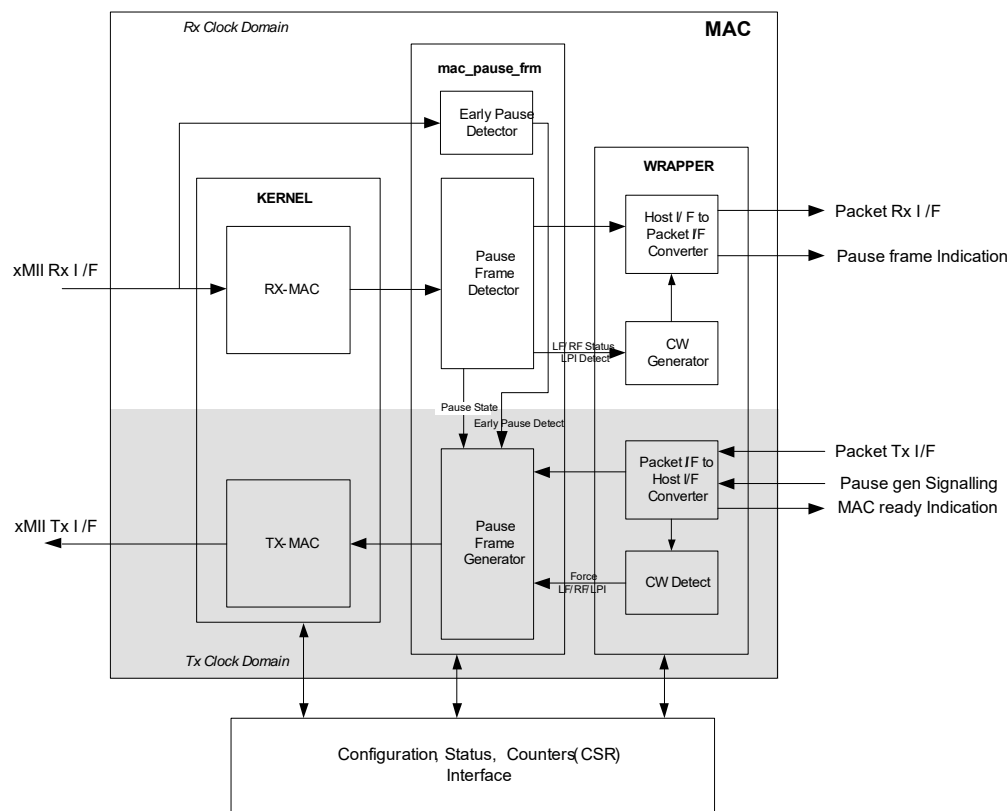 Rx Clock Domain
MAC
mac_pause_frm
Early Pause
Detector
WRAPPER
KERNEL
Host I/ F to
Packet I/F
Converter
Packet Rx I /F
Pause frame Indication
xMII Rx I /F
RX-MAC
Pause
Frame
Detector
LF/ RF Status
LPI Detect
CW
Generator
Pause State
Early Pause Detect
Packet I/F to
Host I/F
Converter
Packet Tx I/F
Pause gen Signalling
MAC ready Indication
xMII Tx I /F
TX-MAC
Pause
Frame
Generator
Force
LF/ RF/ LPI
CW Detect
Tx Clock Domain
Configuration, Status, Counters( CSR)
Interface